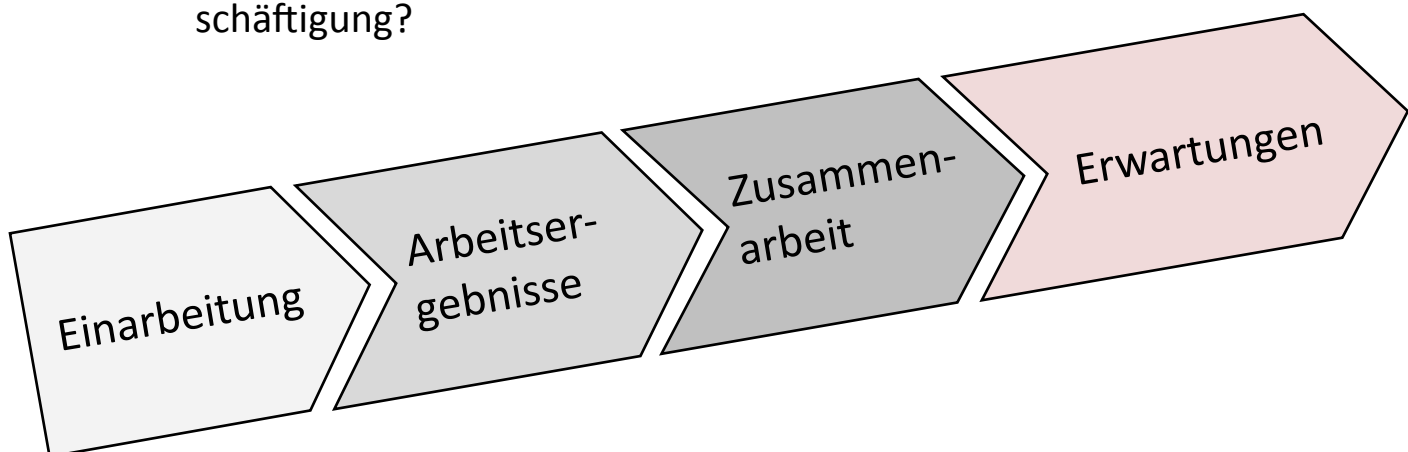 schäftigung?
Einarbeitung
Arbeitser-
gebnisse
Zusammen-
arbeit
Erwartungen